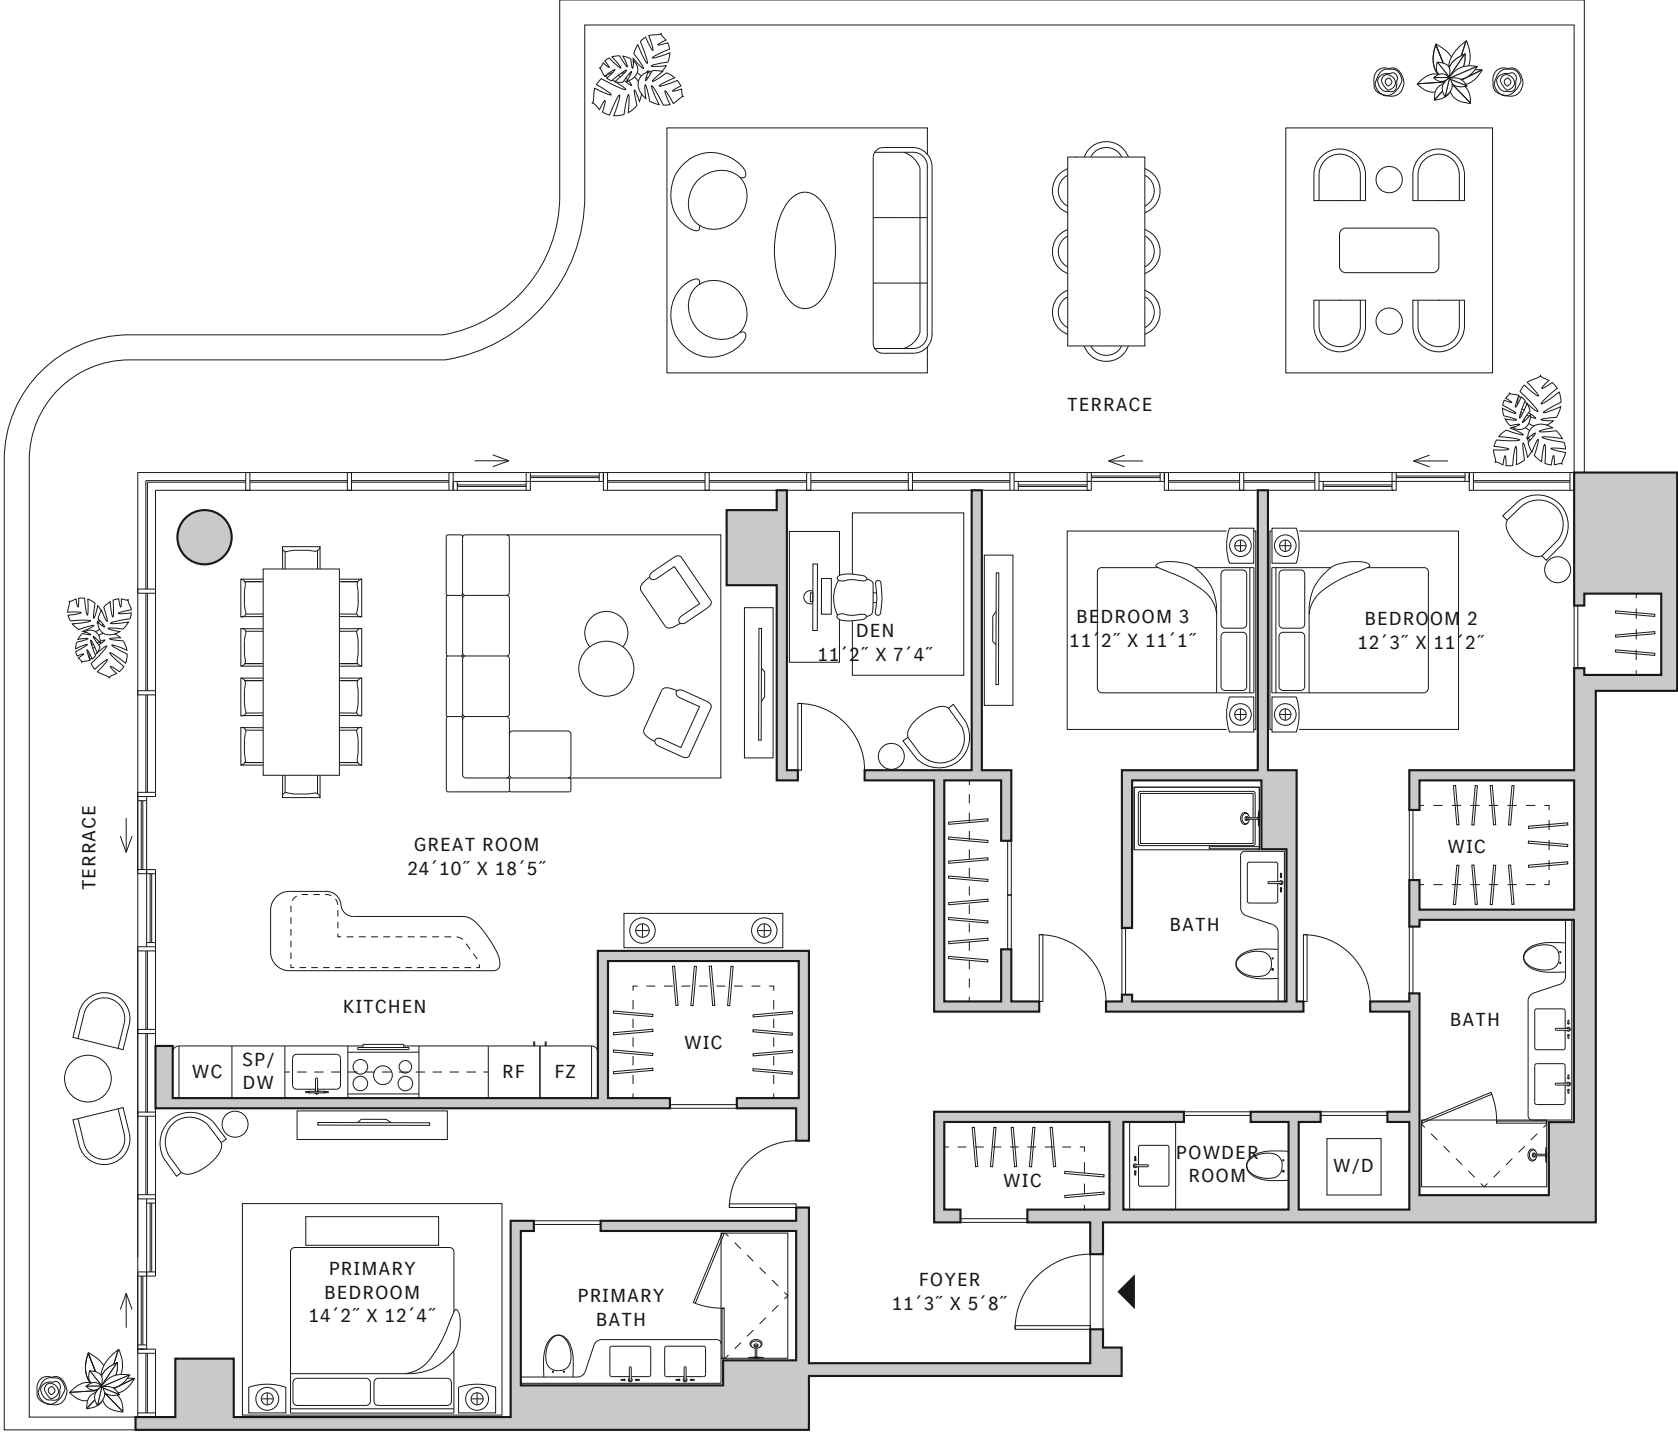 TERRACE
DEN
11´2˝ X 7´4˝
BEDROOM 3
11´2˝ X 11´1˝
BEDROOM 2
12´3˝ X 11´2˝
TERRACE
GREAT ROOM
24´10˝ X 18´5˝
WIC
BATH
KITCHEN
WIC
BATH
WC
SP/
DW
RF
FZ
WIC
POWDER
ROOM
W/D
PRIMARY
BEDROOM
14´2˝ X 12´4˝
PRIMARY
BATH
FOYER
11´3˝ X 5´8˝